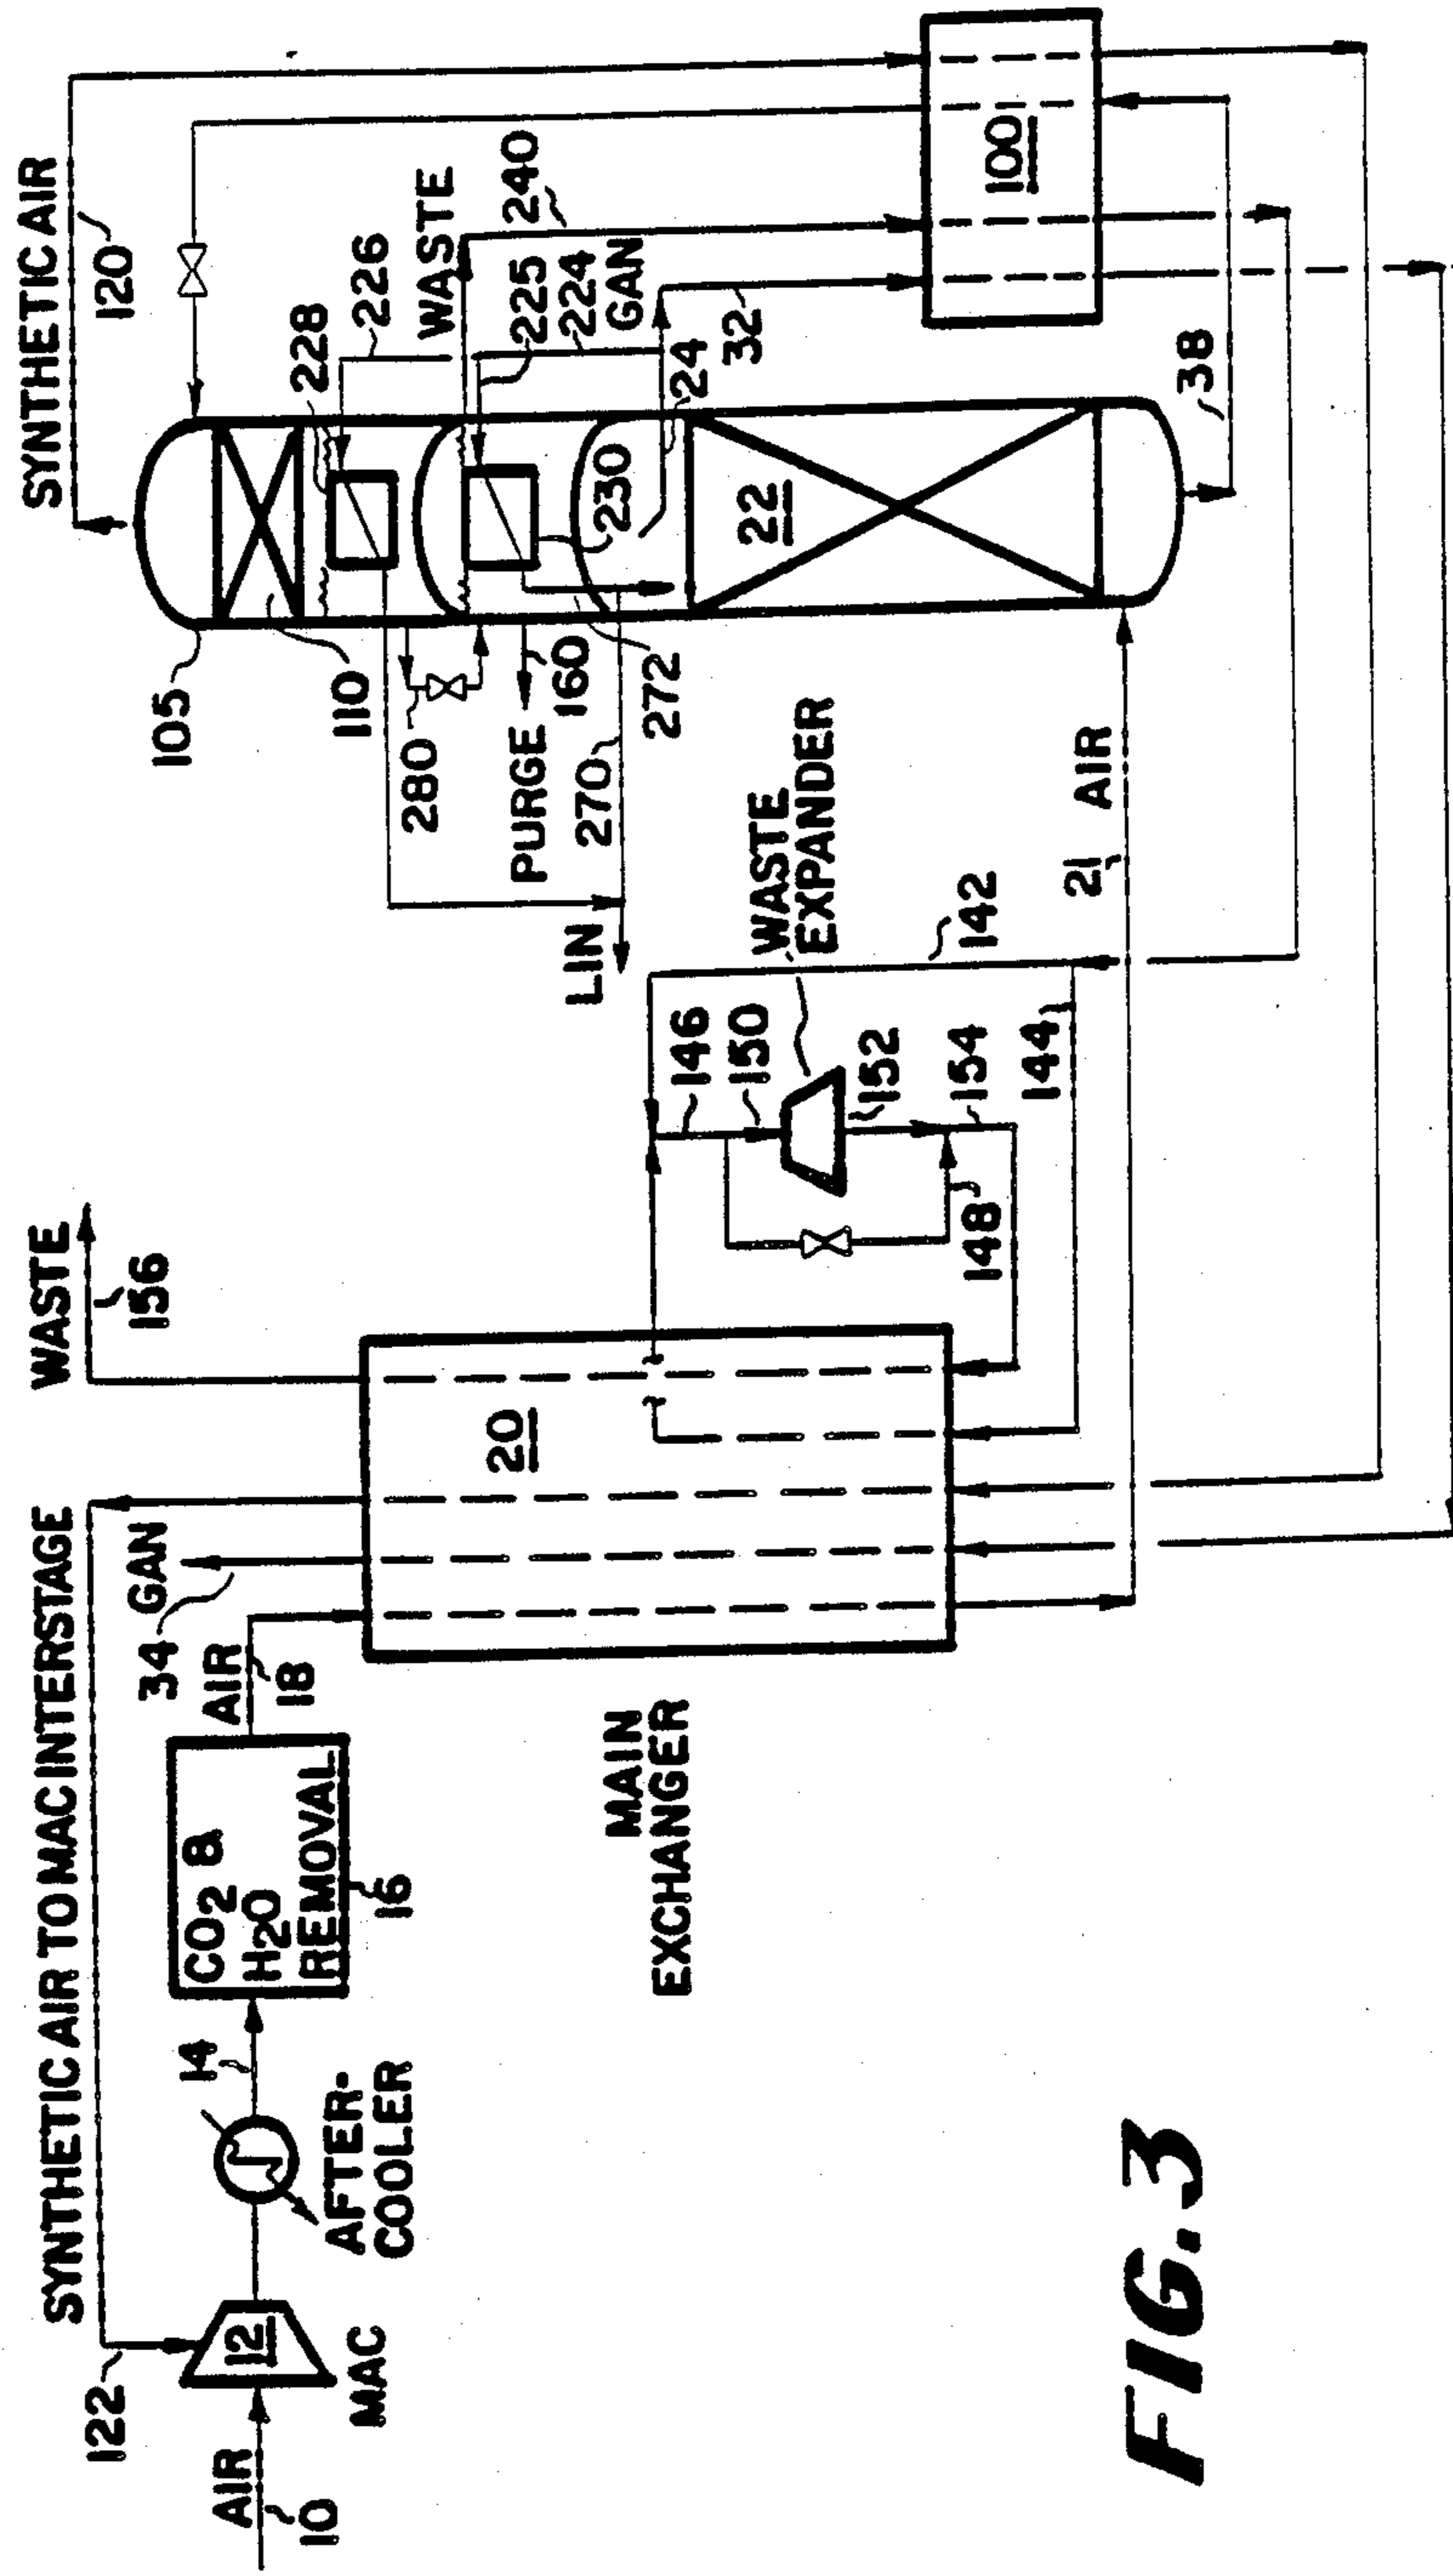 SYNTHETIC AIR TO MAC INTERSTAGE
122
AIR
10
12
MAC
AFTER-
COOLER
14
CO2 &
H2O
REMOVAL
16
AIR
18
34
GAN
WASTE
156
20
MAIN
EXCHANGER
146
150
WASTE
EXPANDER
152
154
148
144
142
21
AIR
LIN
PURGE
160
270
272
280
105
110
SYNTHETIC AIR
120
228
226
WASTE
240
225
224
GAN
230
24
32
22
38
100
FIG. 3